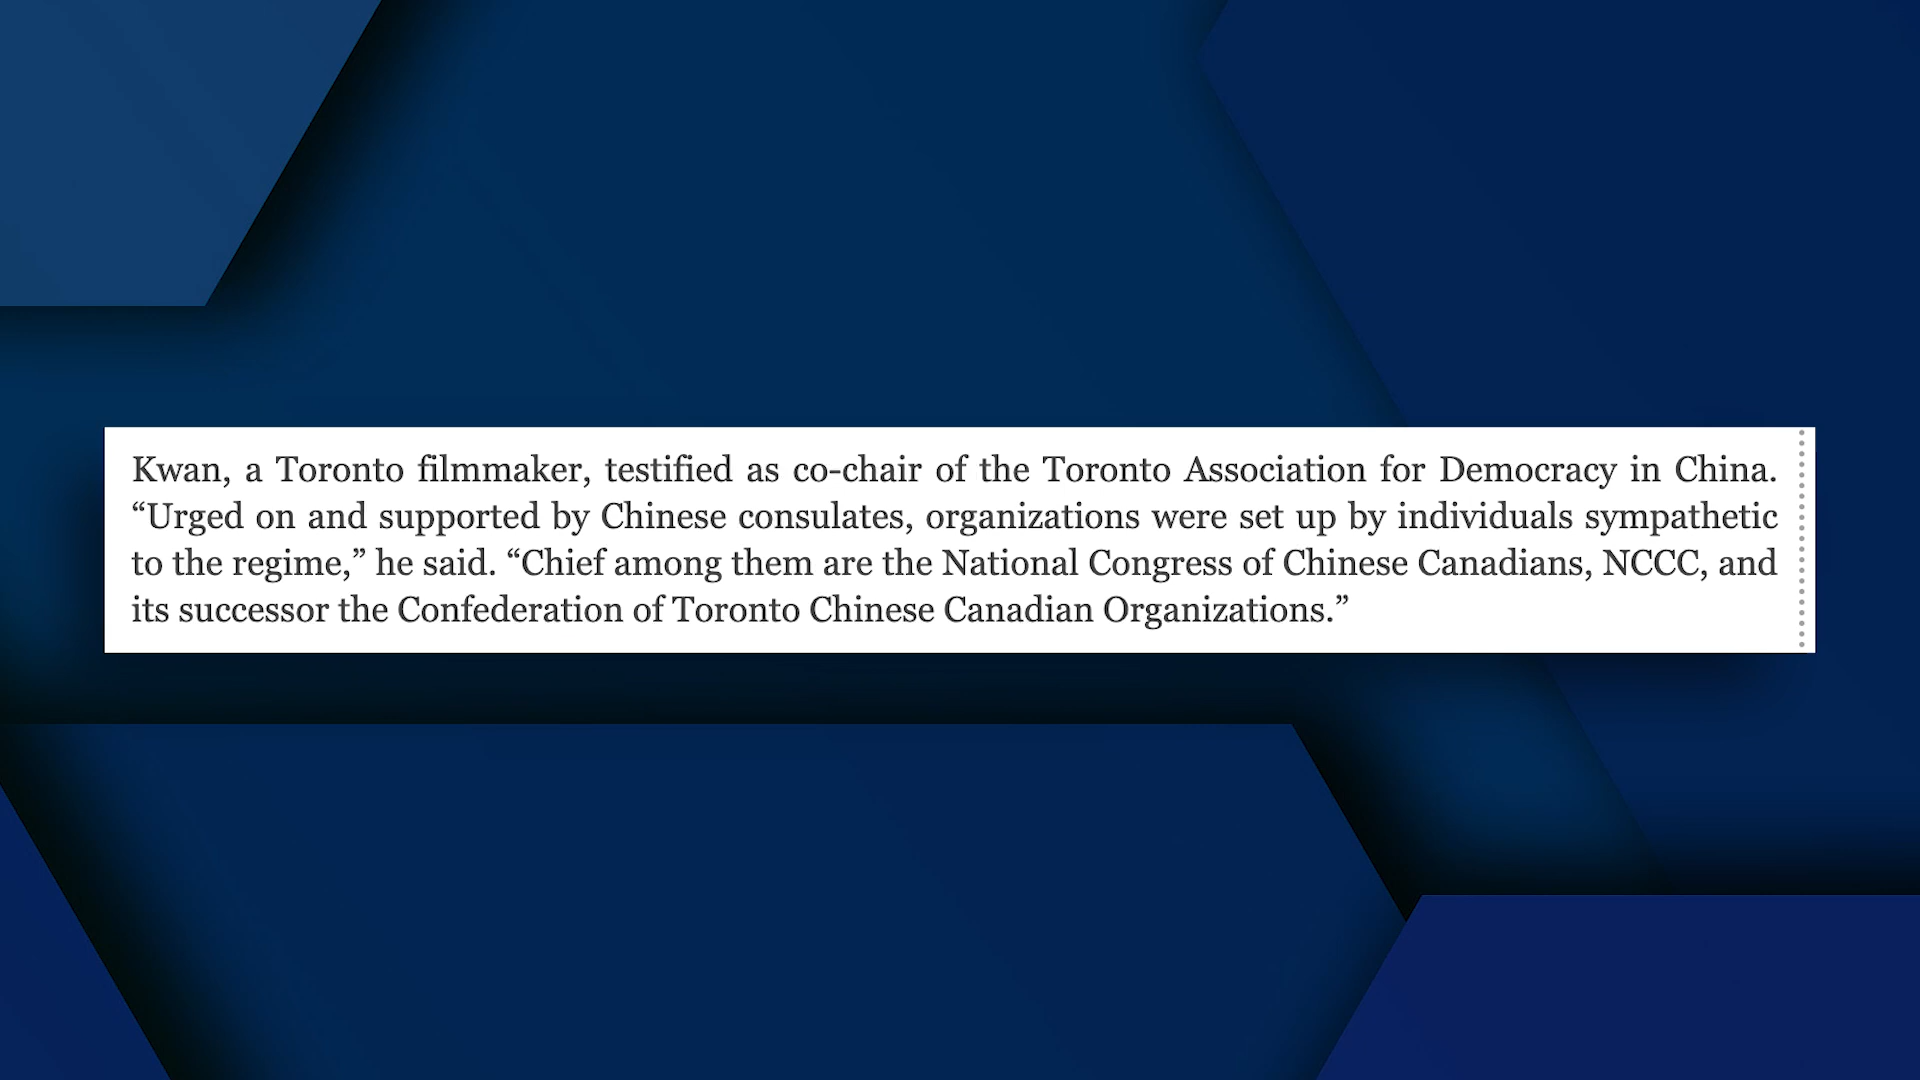 Kwan, a Toronto filmmaker, testified as co-chair of the Toronto Association for Democracy in China.
“Urged on and supported by Chinese consulates, organizations were set up by individuals sympathetic
to the regime,” he said. “Chief among them are the National Congress of Chinese Canadians, NCCC, and
its successor the Confederation of Toronto Chinese Canadian Organizations.”